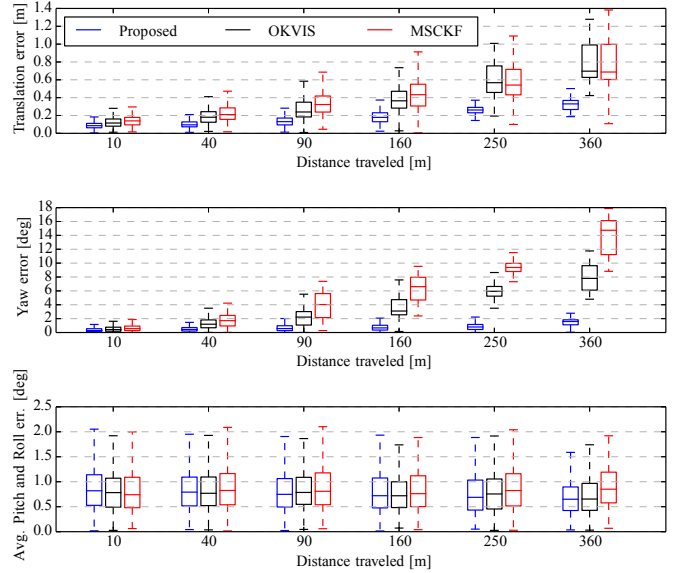 Translation error [m]
1.4
1.2
1.0
0.8
0.6
0.4
0.2
0.0
Proposed OKVIS MSCKF
10 40 90 160 250 360
Distance traveled [m]
Yaw error [deg]
18
16
14
12
10
8
6
4
2
0
10 40 90 160 250 360
Distance traveled [m]
Avg. Pitch and Roll err. [deg]
2.5
2.0
1.5
1.0
0.5
0.0
10 40 90 160 250 360
Distance traveled [m]